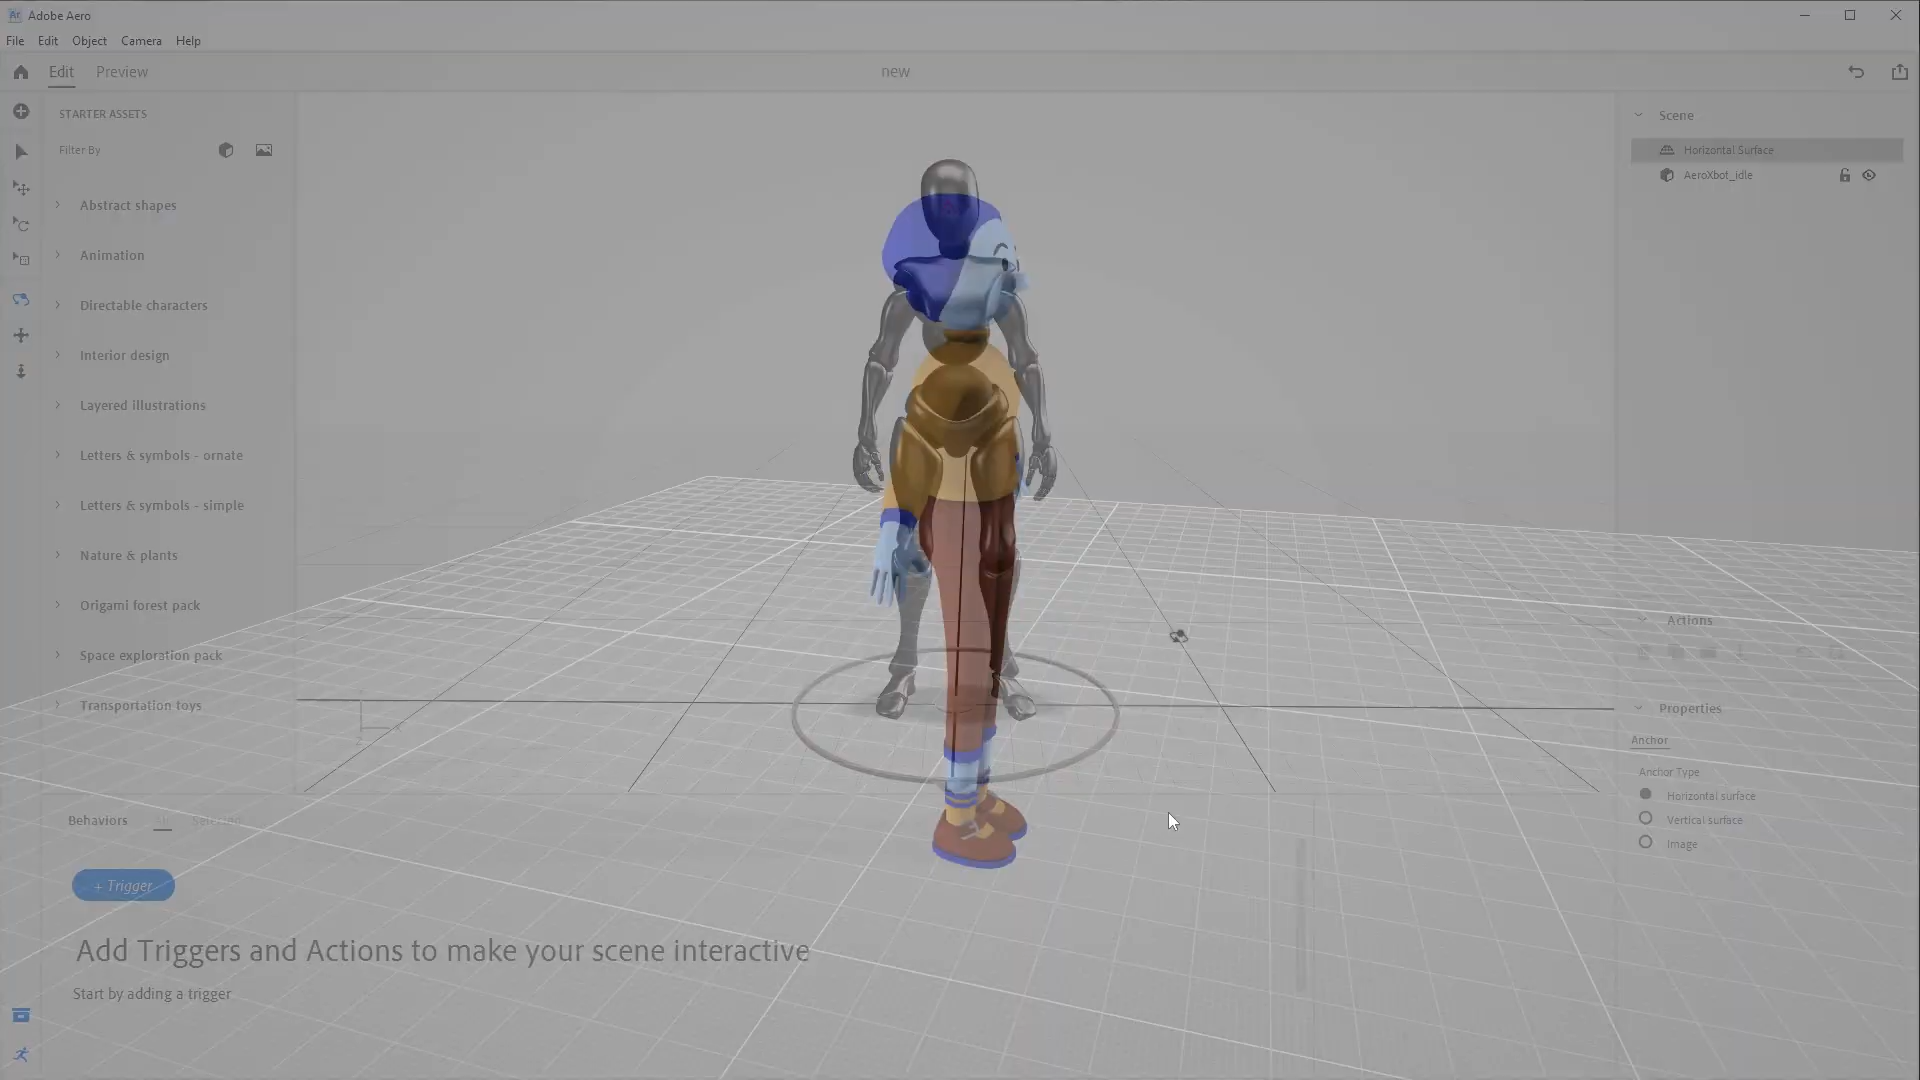 Ar Adobe Aero
File Edit Object Camera Help
Edit Preview new
STARTER ASSETS
Filter By
Abstract shapes
Animation
Directable characters
Interior design
Layered illustrations
Letters & symbols - ornate
Letters & symbols - simple
Nature & plants
Origami forest pack
Space exploration pack
Transportation toys
Scene
Horizontal Surface
AeroXbot_idle
Actions
Properties
Anchor
Anchor Type
Horizontal surface
Vertical surface
Image
Behaviors All Selected
+ Trigger
Add Triggers and Actions to make your scene interactive
Start by adding a trigger